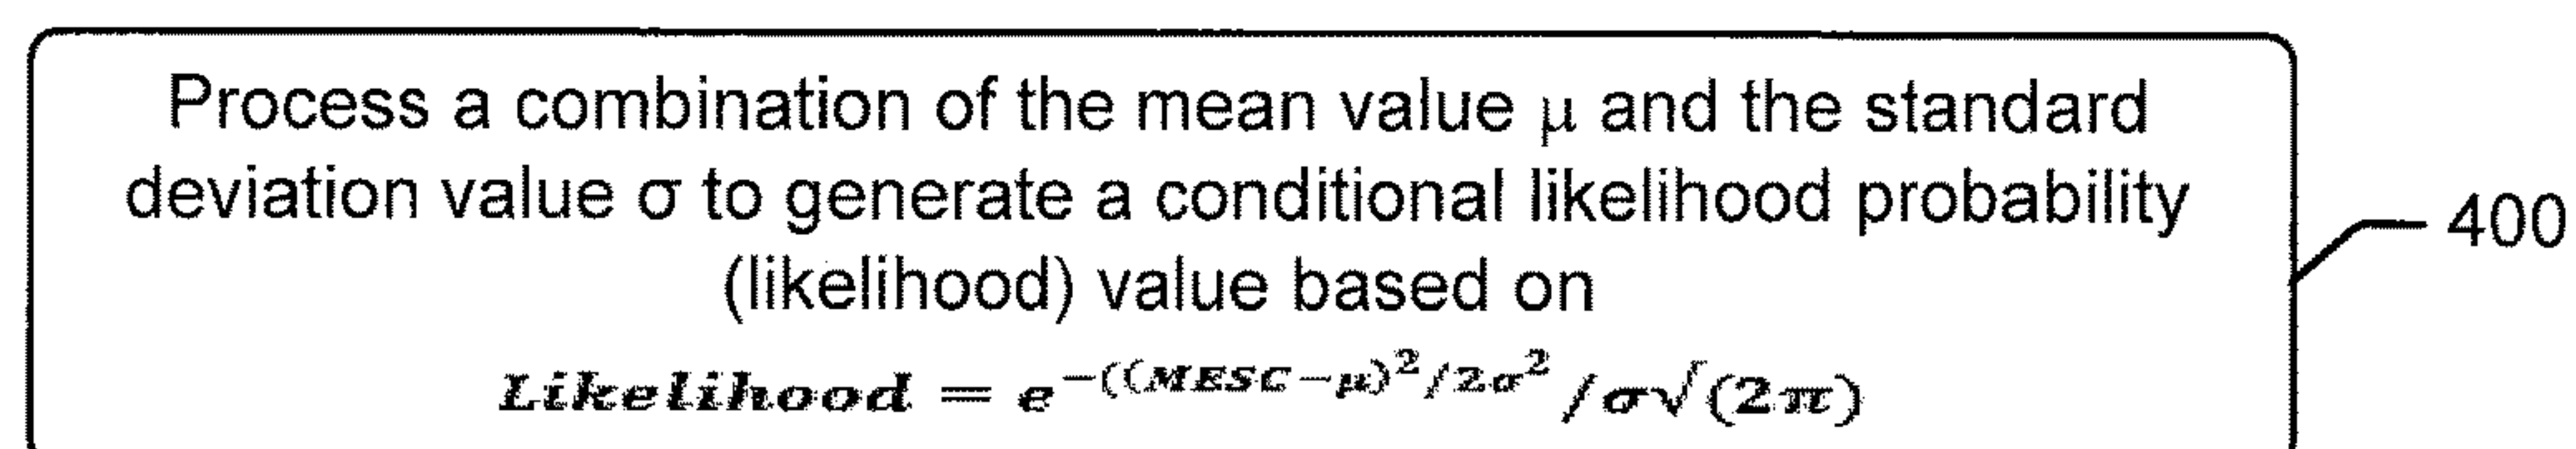 Process a combination of the mean value μ and the standard
deviation value σ to generate a conditional likelihood probability
(likelihood) value based on
400
Likelihood = e^{-((MESC-μ)^2/2σ^2} /σ√(2π)